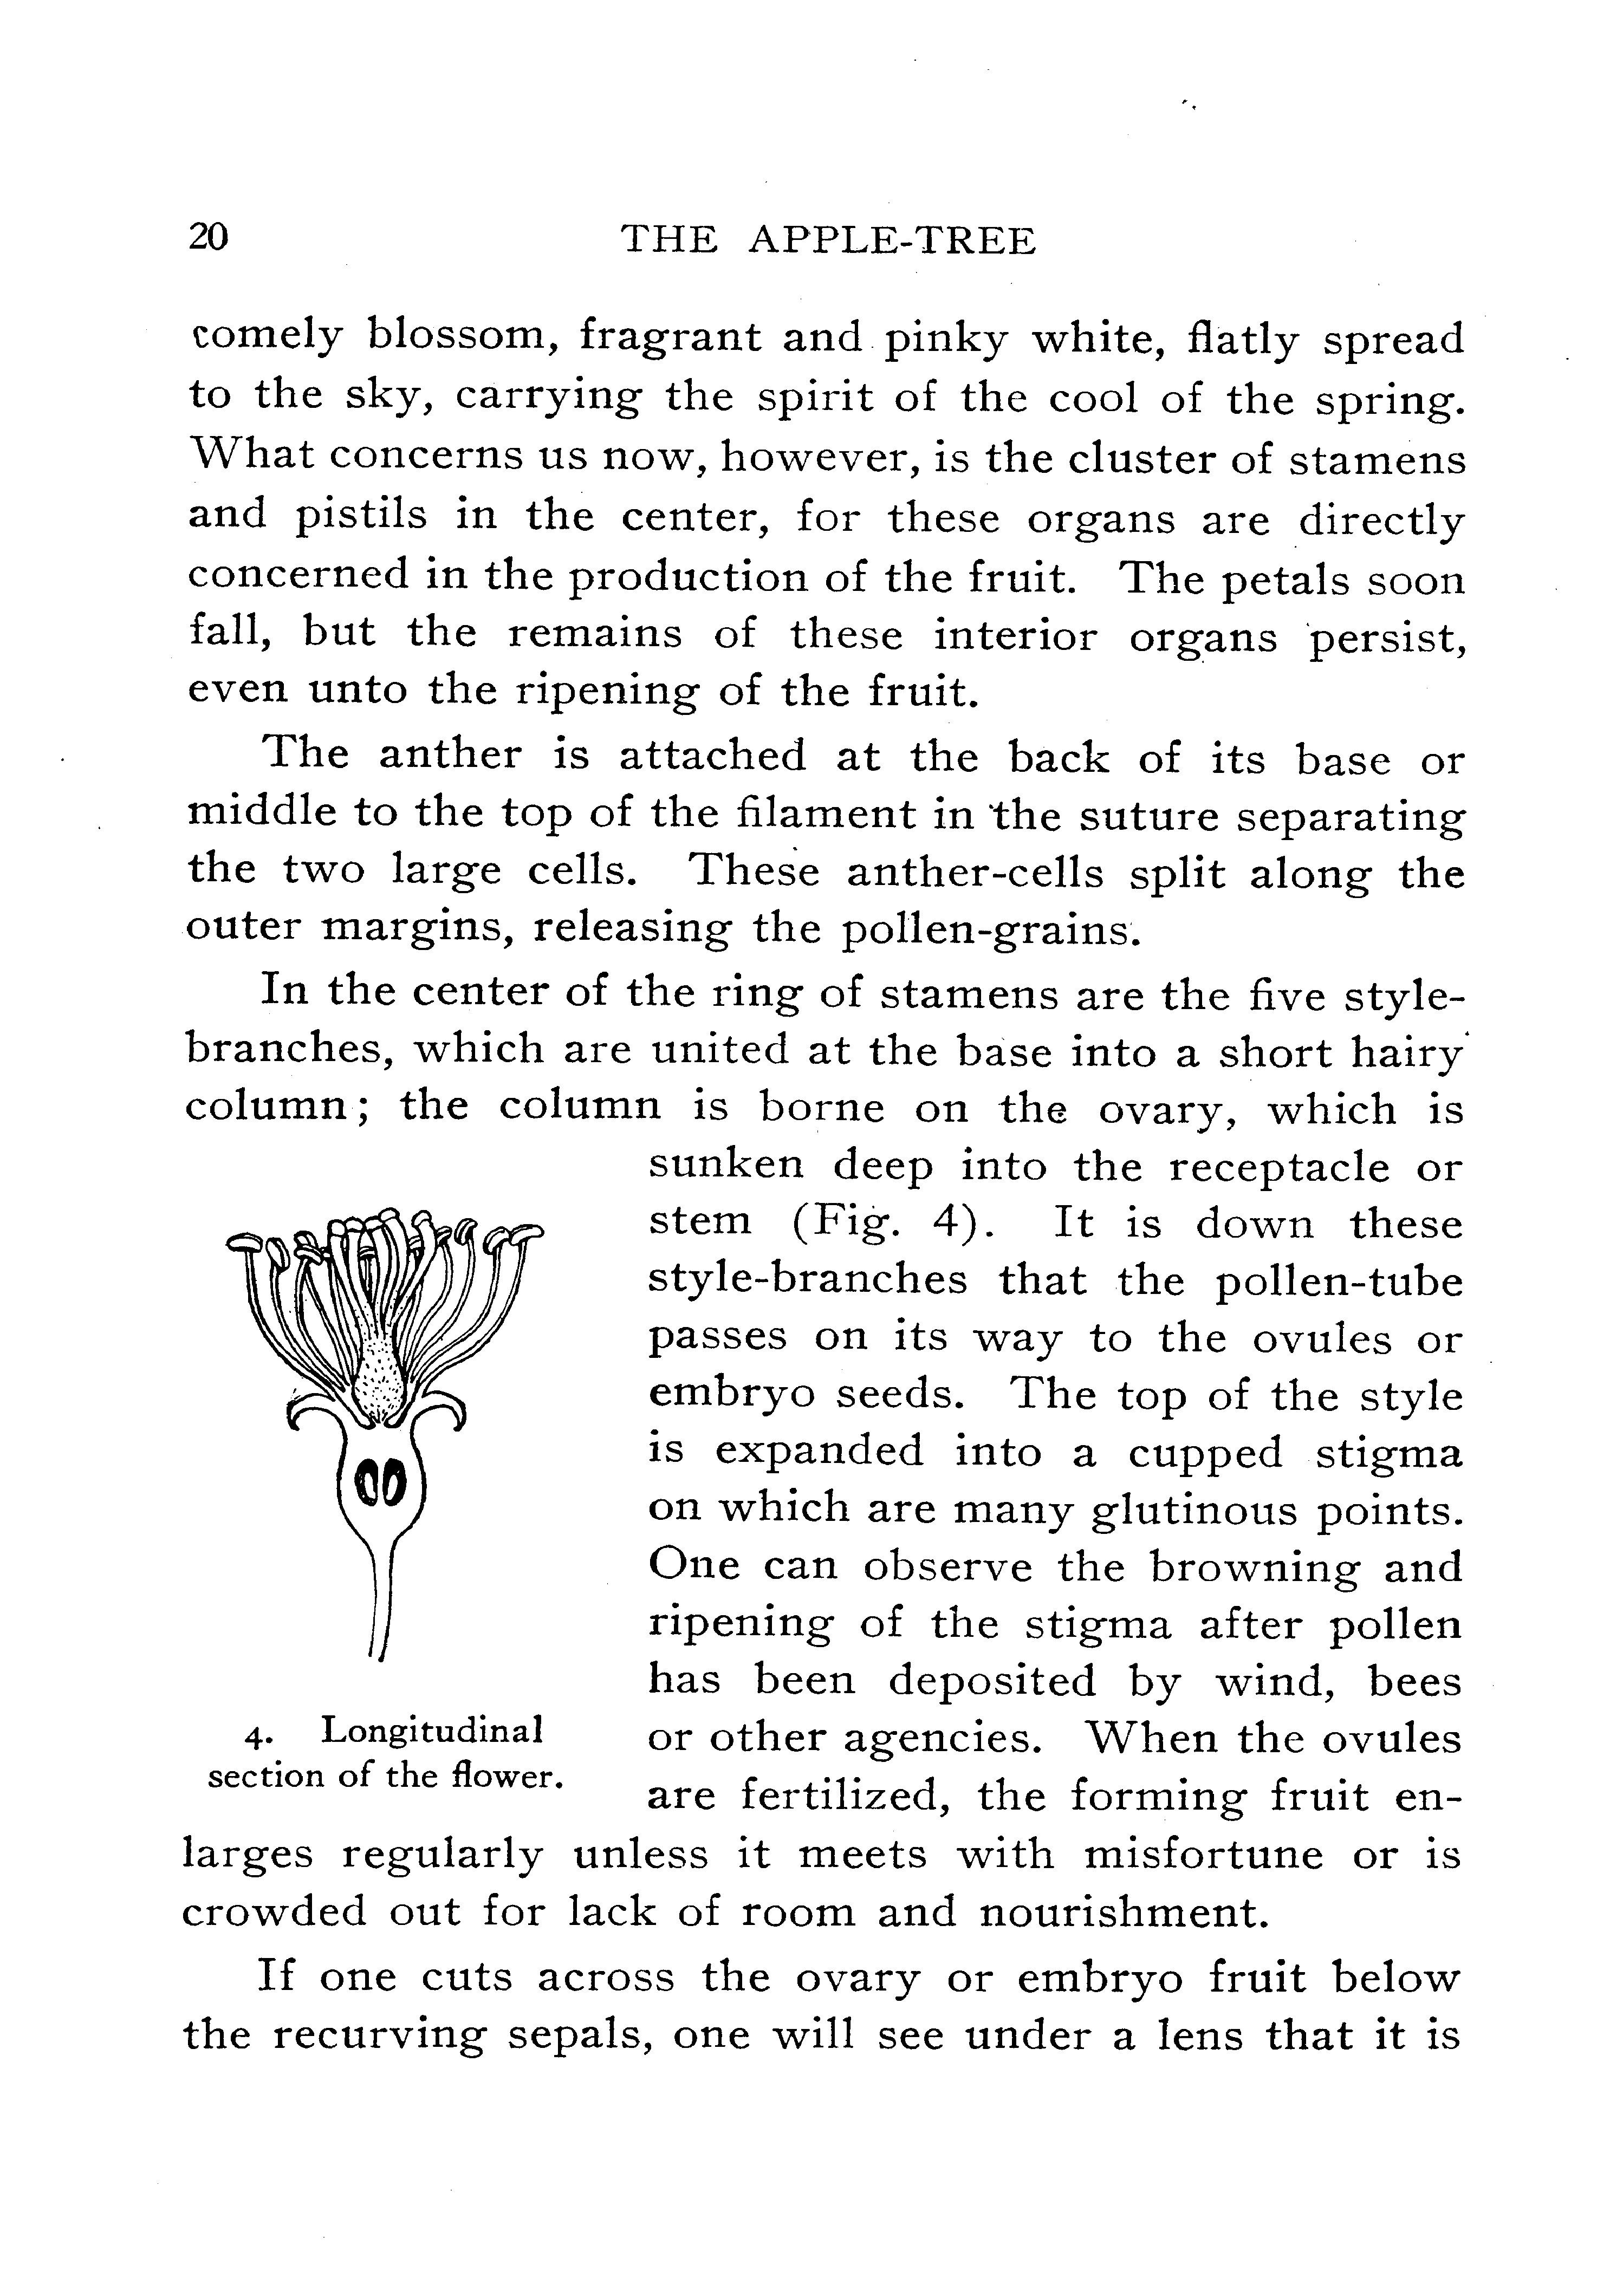 20 THE APPLE-TREE
comely blossom, fragrant and pinky white, flatly spread
to the sky, carrying the spirit of the cool of the spring.
What concerns us now, however, is the cluster of stamens
and pistils in the center, for these organs are directly
concerned in the production of the fruit. The petals soon
fall, but the remains of these interior organs persist,
even unto the ripening of the fruit.
The anther is attached at the back of its base or
middle to the top of the filament in the suture separating
the two large cells. These anther-cells split along the
outer margins, releasing the pollen-grains.
In the center of the ring of stamens are the five style-
branches, which are united at the base into a short hairy
column; the column is borne on the ovary, which is
sunken deep into the receptacle or
stem (Fig. 4). It is down these
style-branches that the pollen-tube
passes on its way to the ovules or
embryo seeds. The top of the style
is expanded into a cupped stigma
on which are many glutinous points.
One can observe the browning and
ripening of the stigma after pollen
has been deposited by wind, bees
or other agencies. When the ovules
are fertilized, the forming fruit en-
4. Longitudinal
section of the flower.
larges regularly unless it meets with misfortune or is
crowded out for lack of room and nourishment.
If one cuts across the ovary or embryo fruit below
the recurving sepals, one will see under a lens that it is